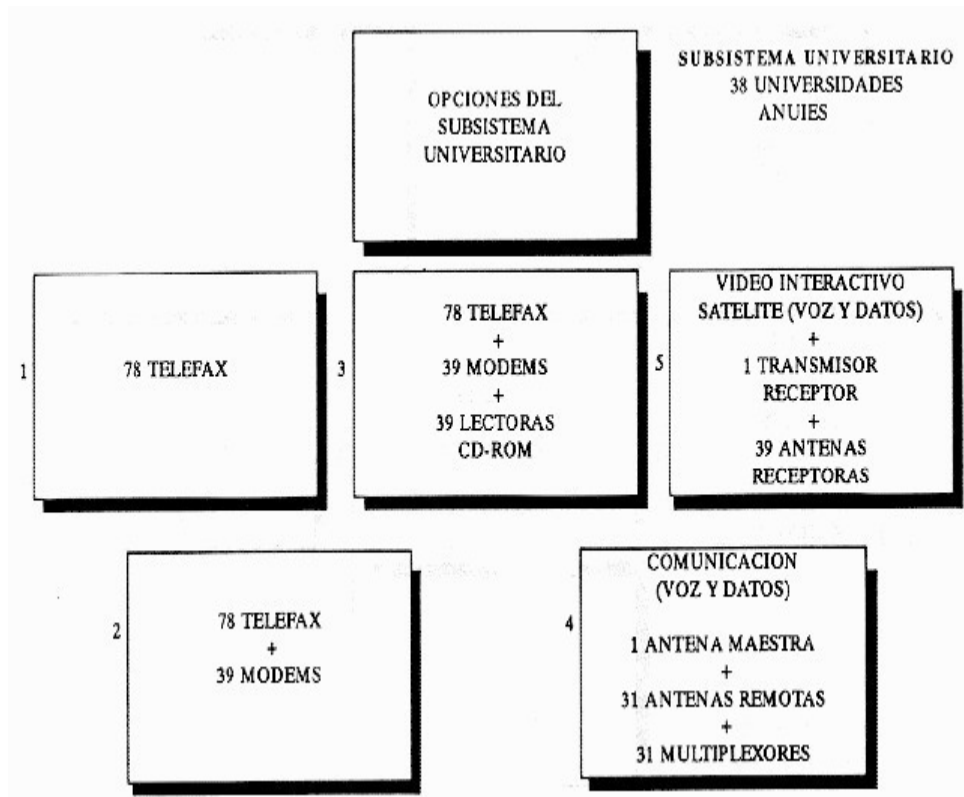 OPCIONES DEL
SUBSISTEMA
UNIVERSITARIO
SUBSISTEMA UNIVERSITARIO
38 UNIVERSIDADES
ANUIES
1
78 TELEFAX
3
78 TELEFAX
+
39 MODEMS
+
39 LECTORAS
CD-ROM
5
VIDEO INTERACTIVO
SATELITE (VOZ Y DATOS)
+
1 TRANSMISOR
RECEPTOR
+
39 ANTENAS
RECEPTORAS
2
78 TELEFAX
+
39 MODEMS
4
COMUNICACION
(VOZ Y DATOS)
1 ANTENA MAESTRA
+
31 ANTENAS REMOTAS
+
31 MULTIPLEXORES